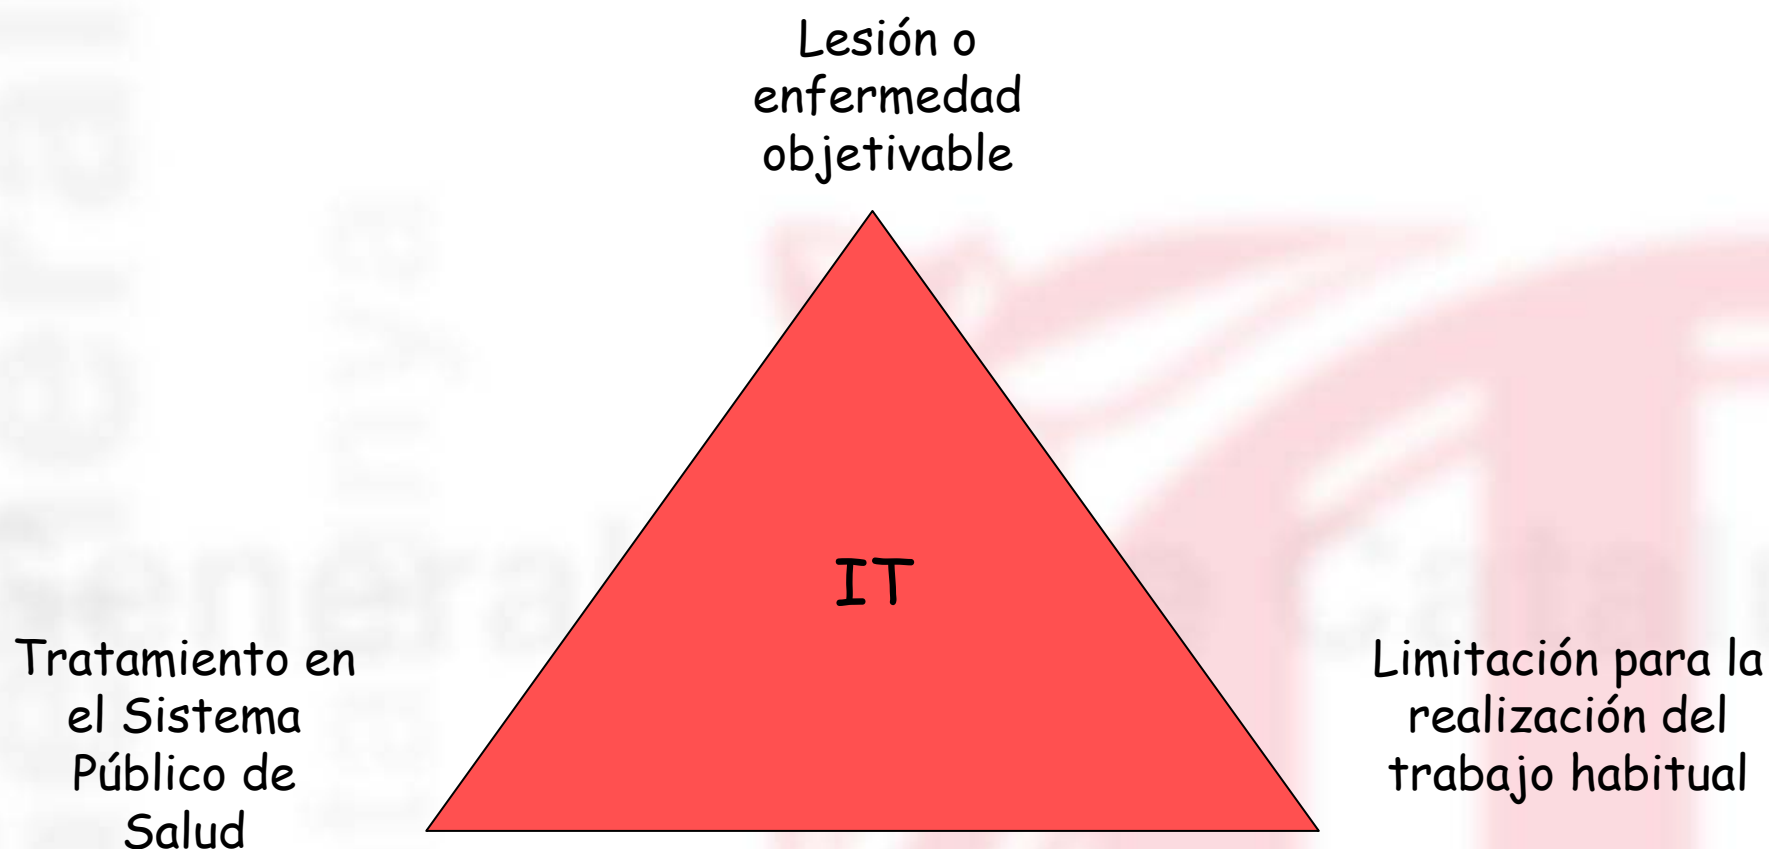 Lesión o
enfermedad
objetivable
IT
Tratamiento en
el Sistema
Público de
Salud
Limitación para la
realización del
trabajo habitual